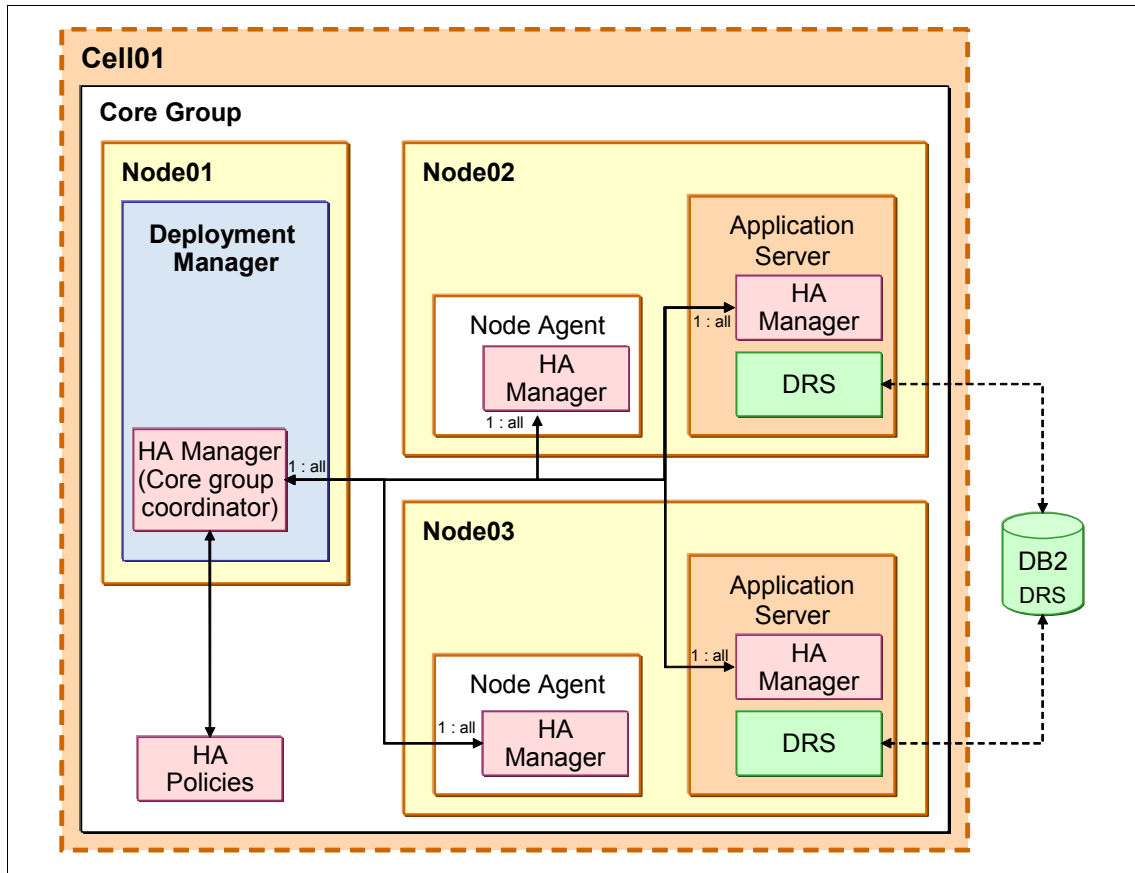 Cell01
Core Group
Node01
Deployment
Manager
HA Manager
(Core group
coordinator)
1 : all
HA
Policies
Node02
Node Agent
HA
Manager
1 : all
Application
Server
HA
Manager
1 : all
DRS
Node03
Node Agent
HA
Manager
1 : all
Application
Server
HA
Manager
1 : all
DRS
DB2
DRS